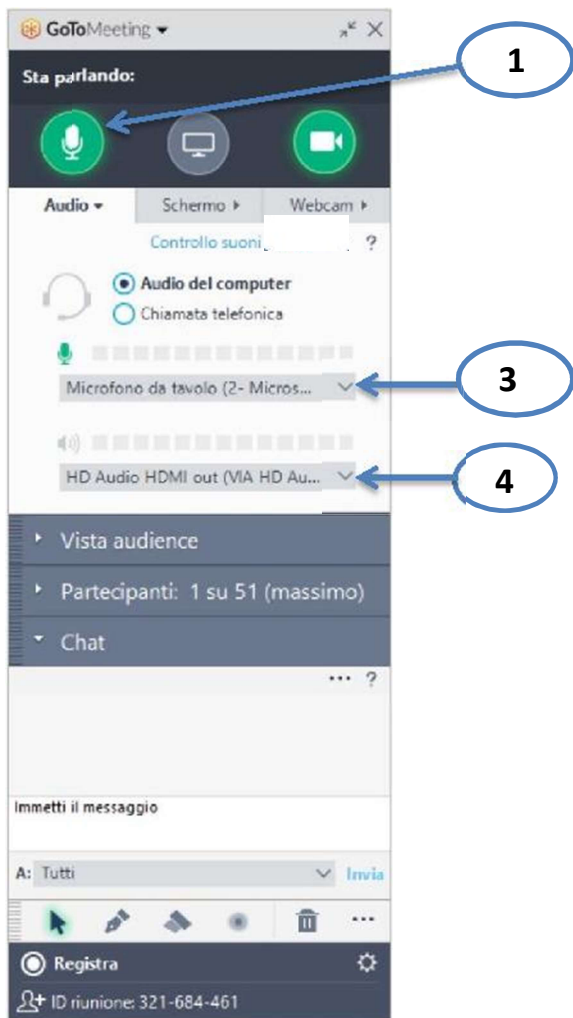 GoToMeeting
1
Sta parlando:
Audio Schermo Webcam
Controllo suoni ?
Audio del computer
Chiamata telefonica
Microfono da tavolo (2- Micros...
3
HD Audio HDMI out (VIA HD Au...
4
Vista audience
Partecipanti: 1 su 51 (massimo)
Chat
... ?
Immetti il messaggio
A: Tutti Invia
...
Registra
ID riunione: 321-684-461